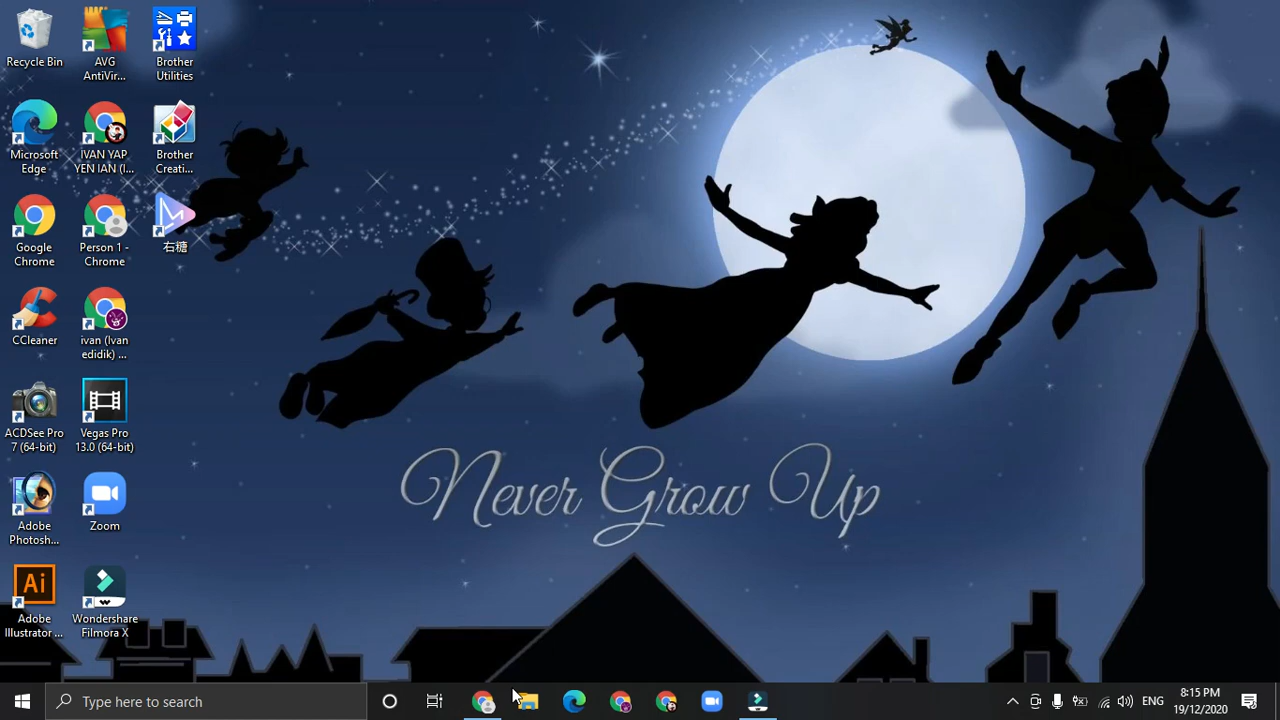 Recycle Bin
AVG AntiVir...
Brother Utilities
Microsoft Edge
IVAN YAP YEN IAN (I...
Brother Creati...
Google Chrome
Person 1 - Chrome
右糖
CCleaner
ivan (Ivan edidik) ...
ACDSee Pro 7 (64-bit)
Vegas Pro 13.0 (64-bit)
Adobe Photosh...
Zoom
Ai
Adobe Illustrator ...
Wondershare Filmora X
Never Grow Up
Type here to search
ENG
8:15 PM
19/12/2020